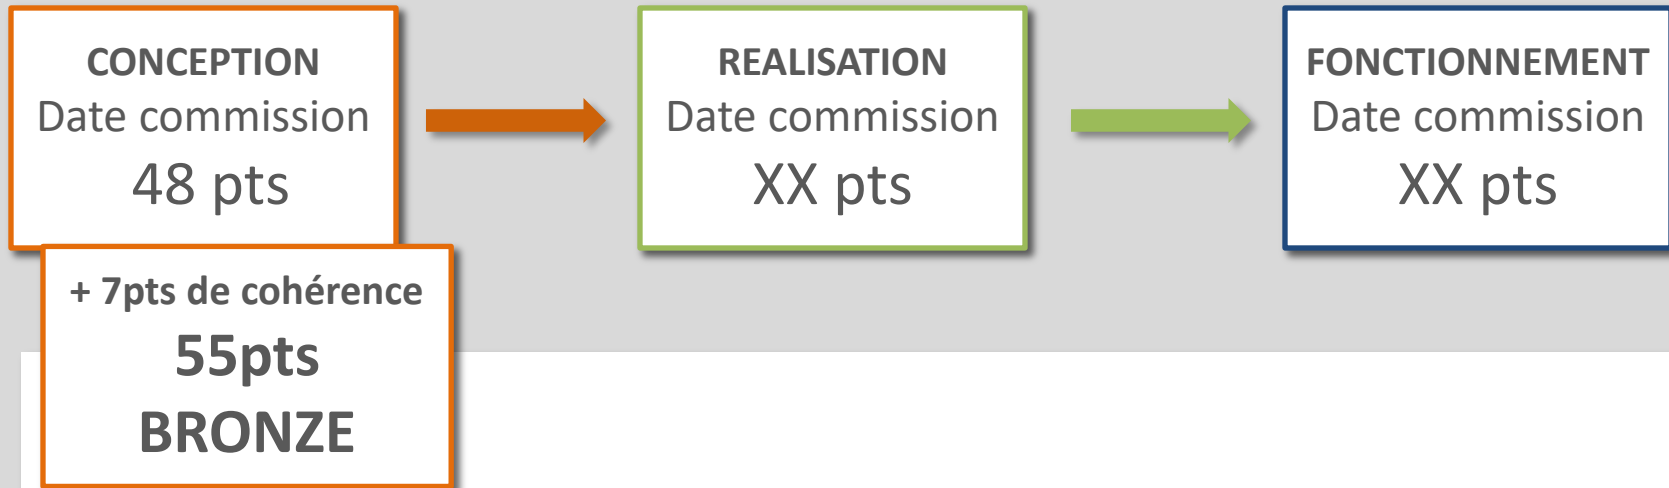 CONCEPTION
Date commission
48 pts
+ 7pts de cohérence
55pts
BRONZE
REALISATION
Date commission
XX pts
FONCTIONNEMENT
Date commission
XX pts